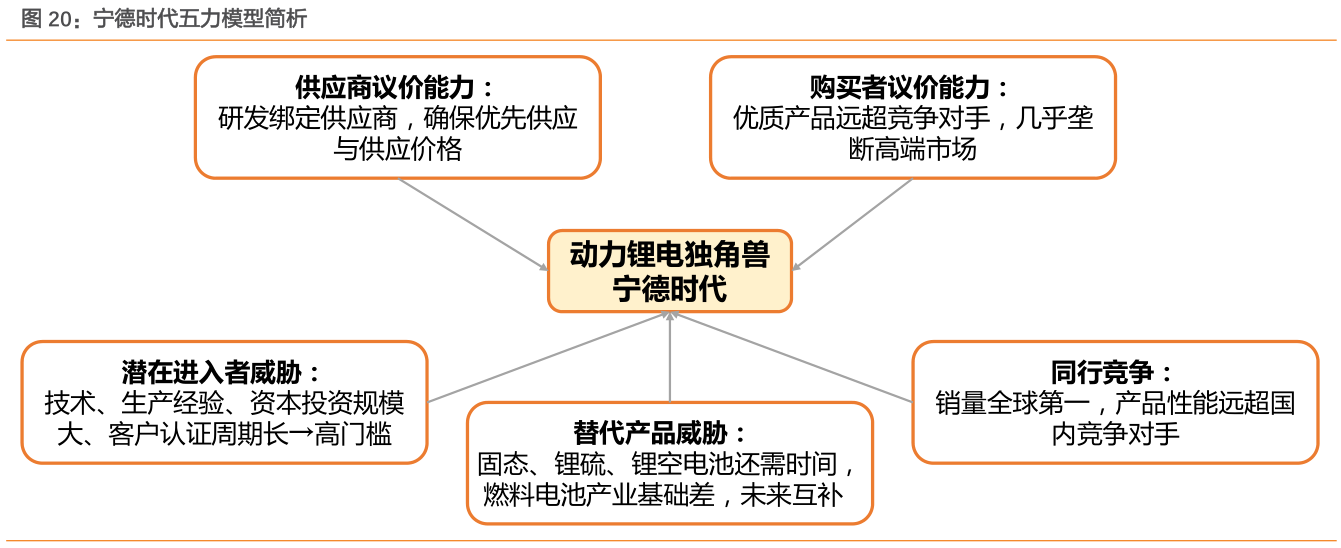 图 20：宁德时代五力模型简析
供应商议价能力：
研发绑定供应商，确保优先供应
与供应价格
购买者议价能力：
优质产品远超竞争对手，几乎垄
断高端市场
动力锂电独角兽
宁德时代
潜在进入者威胁：
技术、生产经验、资本投资规模
大、客户认证周期长→高门槛
替代产品威胁：
固态、锂硫、锂空电池还需时间，
燃料电池产业基础差，未来互补
同行竞争：
销量全球第一，产品性能远超国
内竞争对手